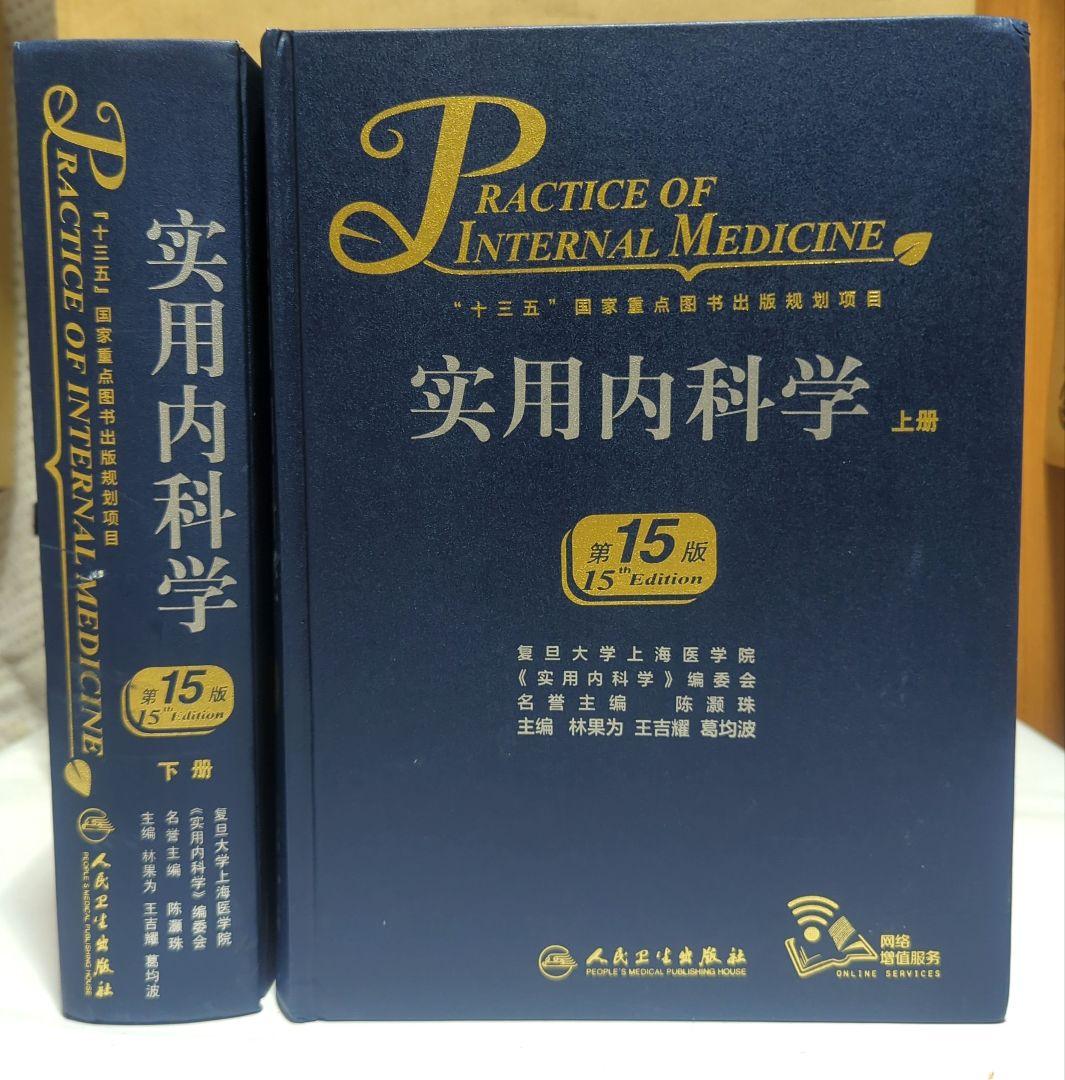 PRACTICE OF INTERNAL MEDICINE
"十三五"国家重点图书出版规划项目
实用内科学
第15版
15th Edition
下册
复旦大学上海医学院
《实用内科学》编委会
名誉主编 陈灏珠
主编 林果为 王吉耀 葛均波
人民卫生出版社
PEOPLE'S MEDICAL PUBLISHING HOUSE
PRACTICE OF
INTERNAL MEDICINE
"十三五"国家重点图书出版规划项目
实用内科学 上册
第15版
15th Edition
复旦大学上海医学院
《实用内科学》编委会
名誉主编 陈灏珠
主编 林果为 王吉耀 葛均波
人民卫生出版社
PEOPLE'S MEDICAL PUBLISHING HOUSE
网络
增值服务
ONLINE SERVICES